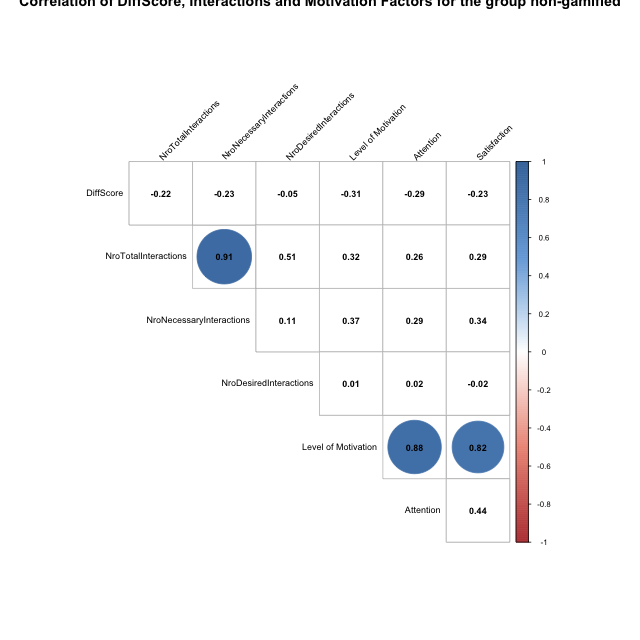 Correlation of DiffScore, Interactions and Motivation Factors for the group non-gamified
NroTotalInteractions
NroNecessaryInteractions
NroDesiredInteractions
Level of Motivation
Attention
Satisfaction
DiffScore -0.22 -0.23 -0.05 -0.31 -0.29 -0.23
NroTotalInteractions 0.91 0.51 0.32 0.26 0.29
NroNecessaryInteractions 0.11 0.37 0.29 0.34
NroDesiredInteractions 0.01 0.02 -0.02
Level of Motivation 0.88 0.82
Attention 0.44
1
0.8
0.6
0.4
0.2
0
-0.2
-0.4
-0.6
-0.8
-1